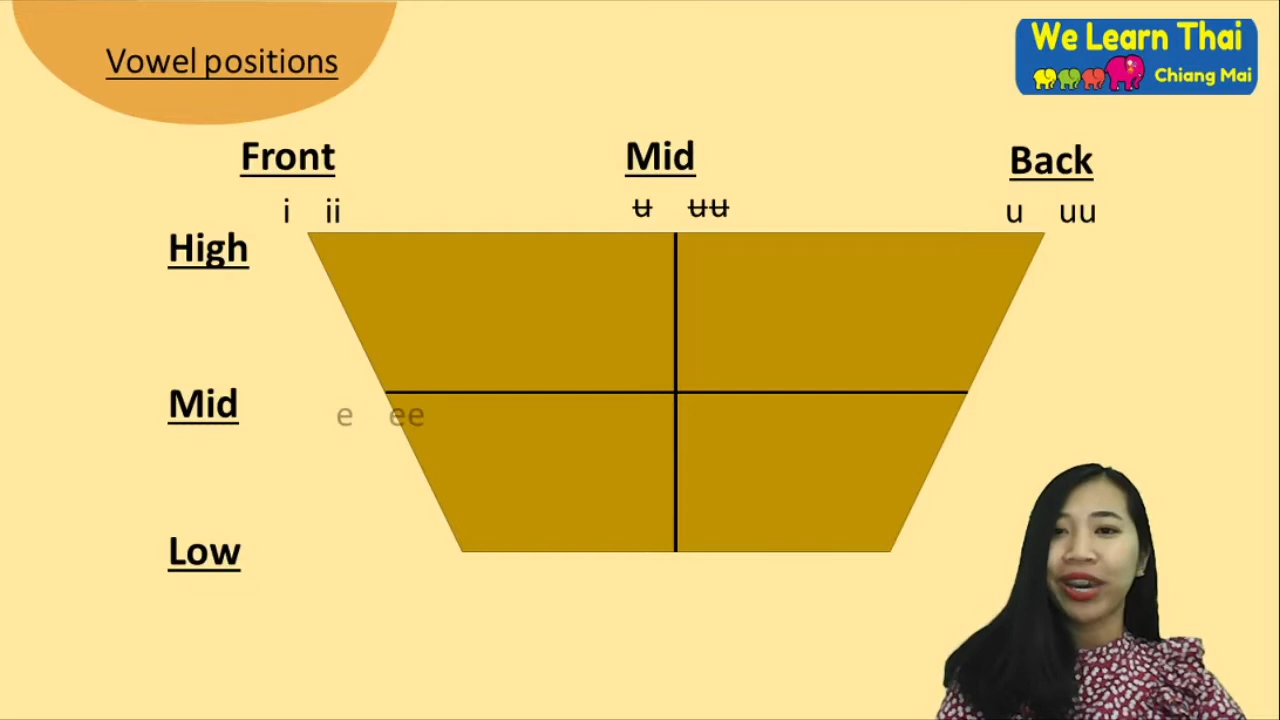 Vowel positions
We Learn Thai
Chiang Mai
Front Mid Back
i ii ʉ ʉʉ u uu
High
Mid e ee
Low